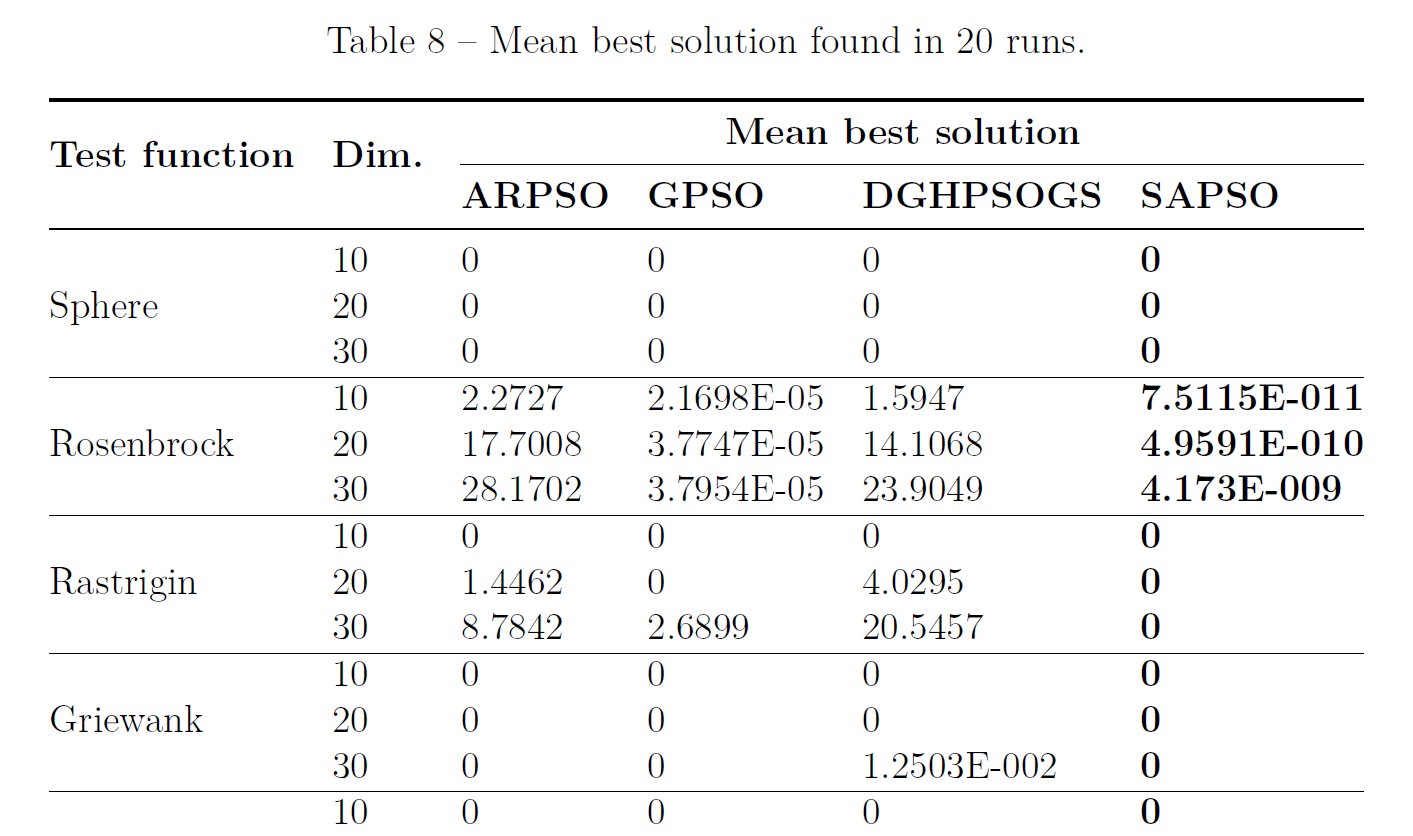 Table 8 – Mean best solution found in 20 runs.
Mean best solution
Test function Dim.
ARPSO GPSO DGHPSOGS SAPSO
10 0 0 0 0
Sphere 20 0 0 0 0
30 0 0 0 0
10 2.2727 2.1698E-05 1.5947 7.5115E-011
Rosenbrock 20 17.7008 3.7747E-05 14.1068 4.9591E-010
30 28.1702 3.7954E-05 23.9049 4.173E-009
10 0 0 0 0
Rastrigin 20 1.4462 0 4.0295 0
30 8.7842 2.6899 20.5457 0
10 0 0 0 0
Griewank 20 0 0 0 0
30 0 0 1.2503E-002 0
10 0 0 0 0